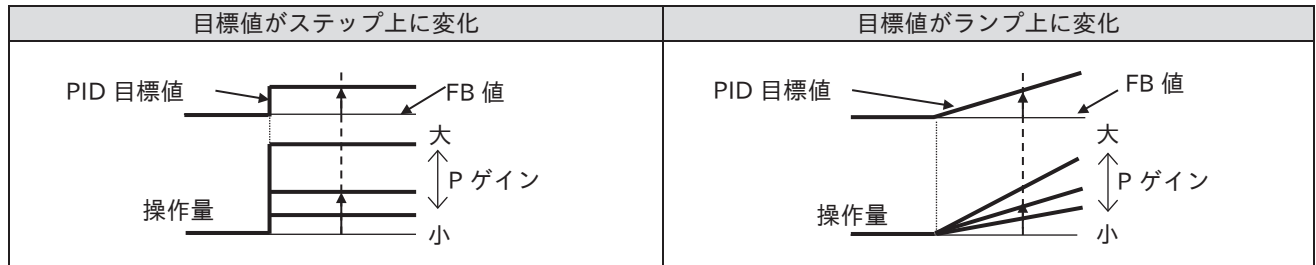 目標値がステップ上に変化
目標値がランプ上に変化
PID 目標値
FB 値
大
P ゲイン
操作量
小
PID 目標値
FB 値
大
P ゲイン
操作量
小